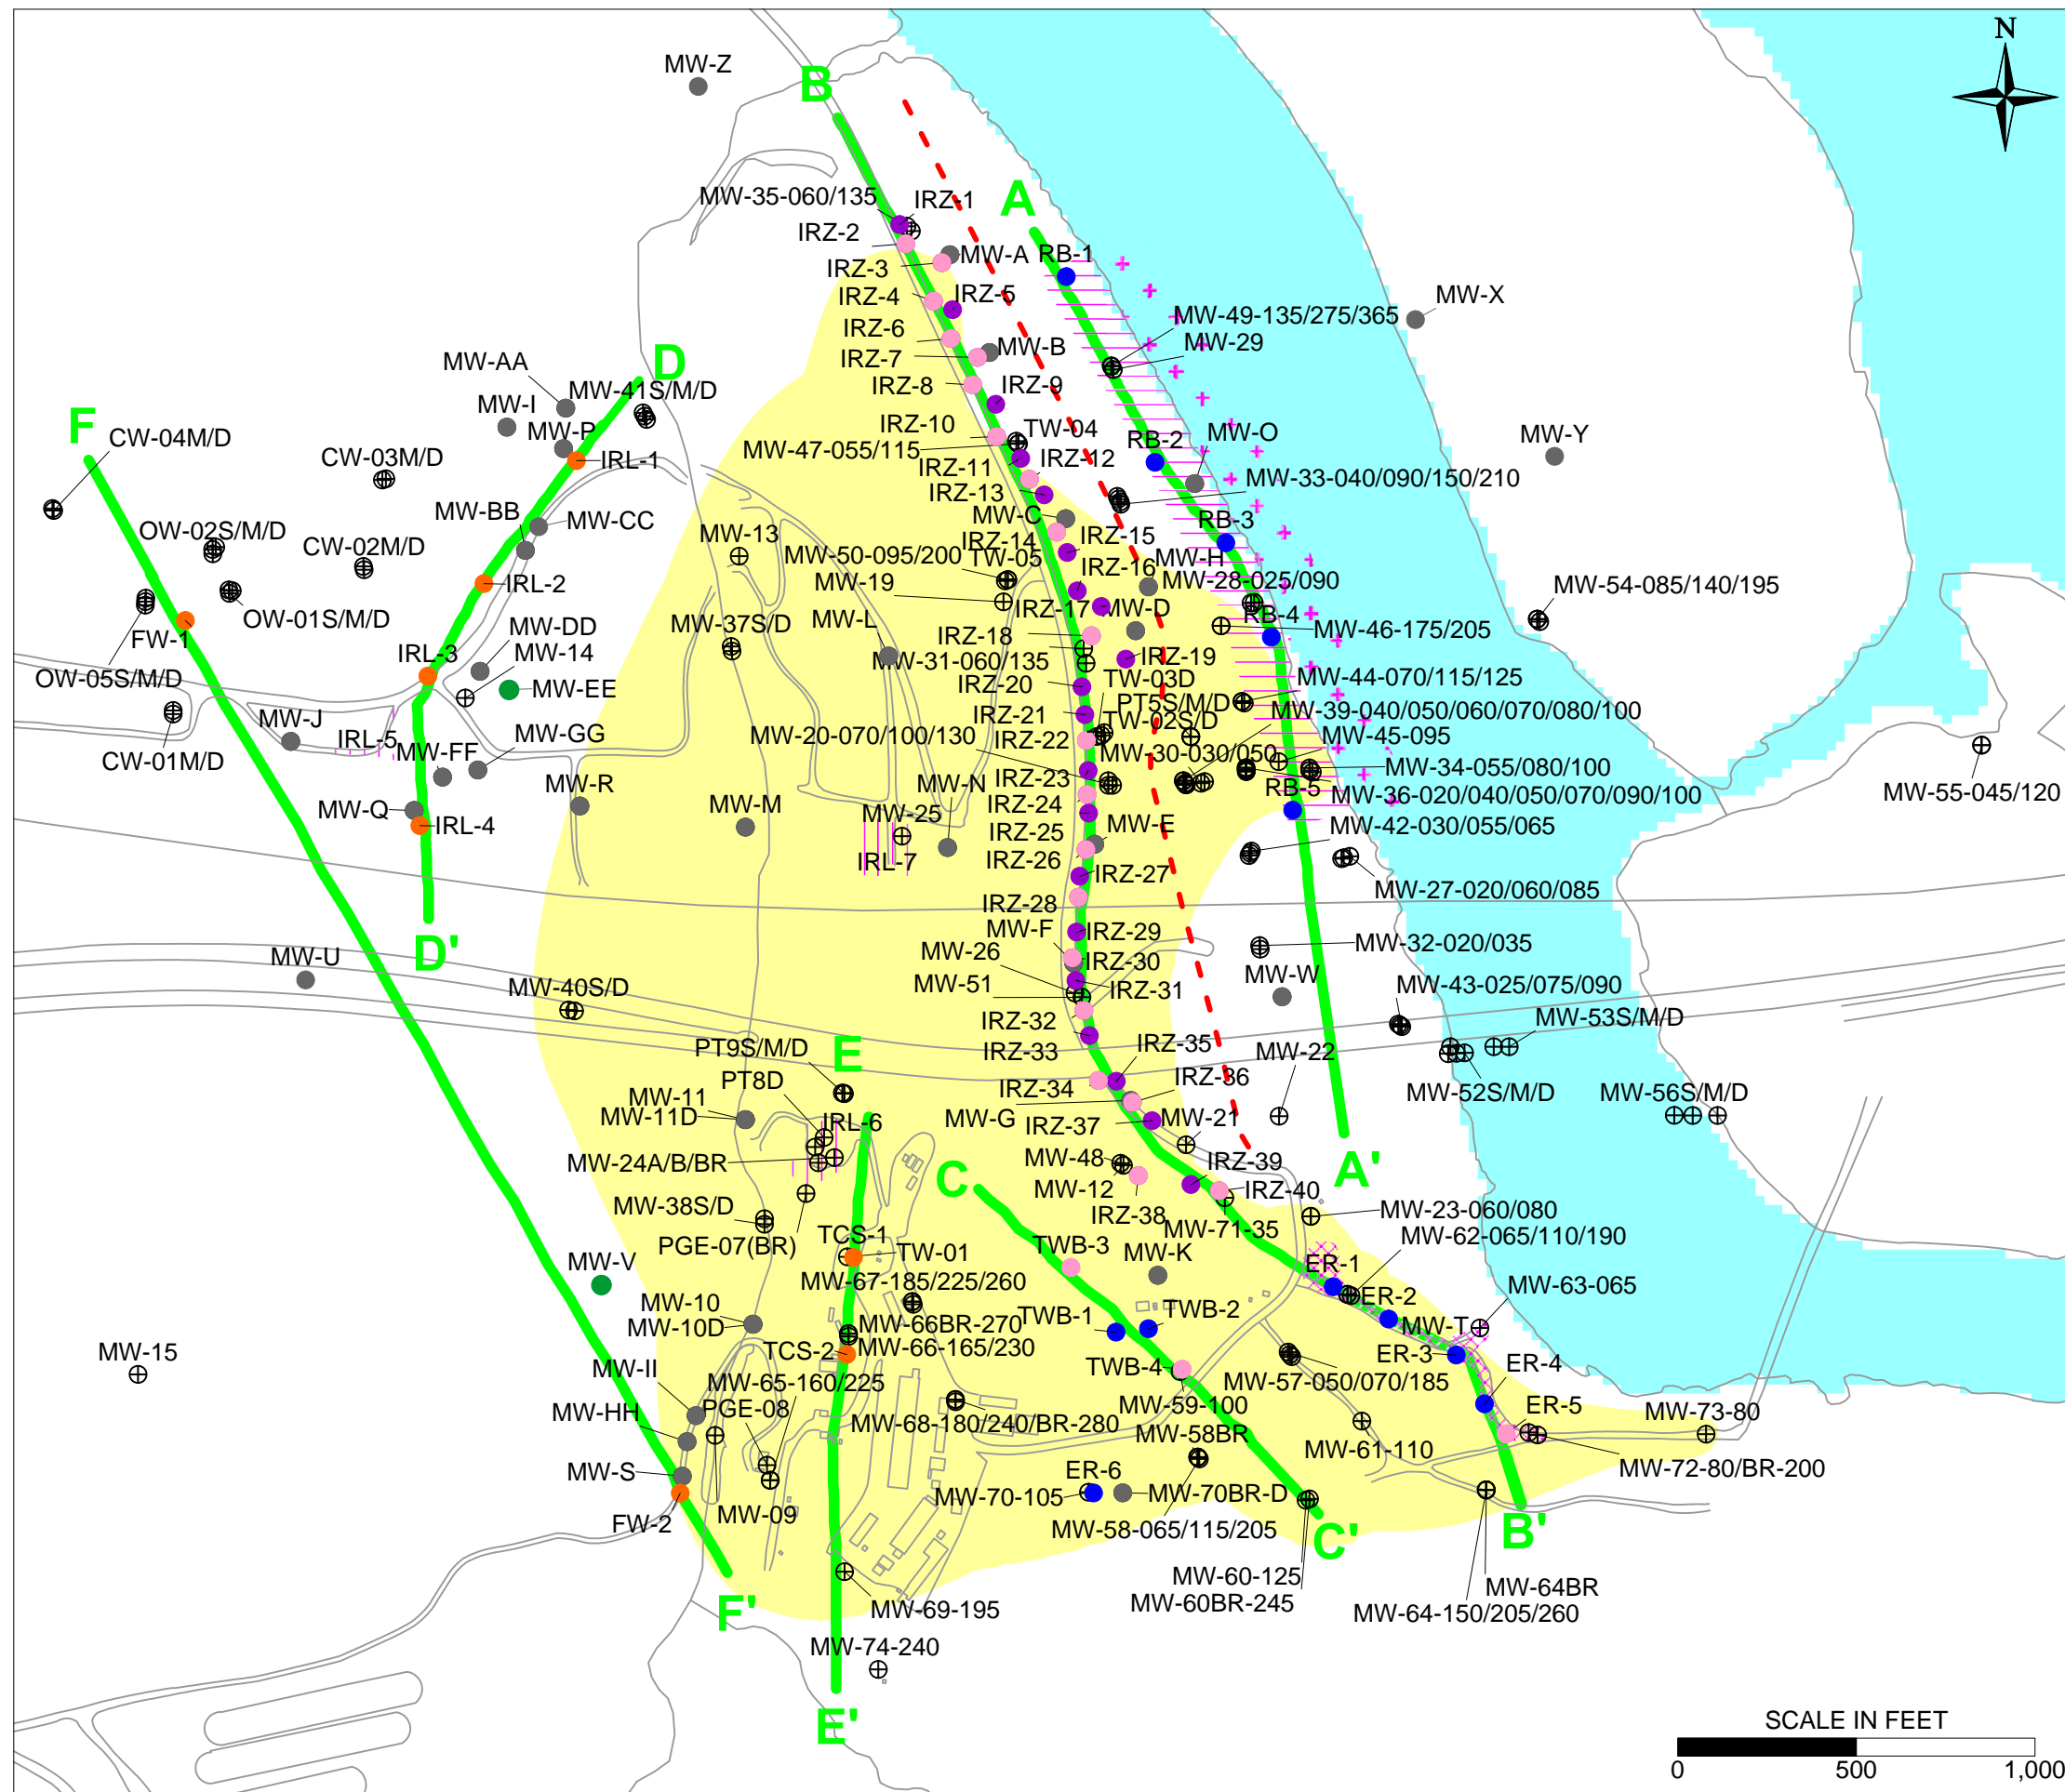 N
MW-Z
B
MW-35-060/135
IRZ-1
A
IRZ-2
MW-A
RB-1
IRZ-3
IRZ-4
IRZ-5
MW-X
MW-49-135/275/365
IRZ-6
MW-29
MW-B
IRZ-7
D
MW-AA
IRZ-8
IRZ-9
MW-41S/M/D
MW-I
F
CW-04M/D
MW-P
IRZ-10
TW-04
MW-O
MW-Y
MW-47-055/115
RB-2
CW-03M/D
IRL-1
IRZ-11
IRZ-12
MW-33-040/090/150/210
IRZ-13
MW-BB
MW-CC
MW-C
RB-3
OW-02S/M/D
CW-02M/D
MW-13
IRZ-14
IRZ-15
MW-50-095/200
TW-05
MW-H
IRZ-16
MW-28-025/090
MW-19
IRL-2
MW-54-085/140/195
OW-01S/M/D
IRZ-17
MW-D
RB-4
MW-L
MW-37S/D
FW-1
MW-DD
IRZ-18
MW-46-175/205
IRL-3
MW-14
MW-31-060/135
IRZ-19
OW-05S/M/D
TW-03D
MW-44-070/115/125
MW-EE
IRZ-20
PT5S/M/D
MW-39-040/050/060/070/080/100
MW-J
IRZ-21
TW-02S/D
IRL-5
MW-20-070/100/130
IRZ-22
MW-45-095
CW-01M/D
MW-FF
MW-GG
MW-30-030/050
MW-34-055/080/100
MW-N
IRZ-23
RB-5
MW-36-020/040/050/070/090/100
MW-55-045/120
MW-Q
MW-R
MW-M
MW-25
IRZ-24
MW-E
MW-42-030/055/065
IRL-4
IRZ-25
IRL-7
IRZ-26
IRZ-27
MW-27-020/060/085
IRZ-28
D'
MW-F
IRZ-29
MW-32-020/035
MW-26
IRZ-30
MW-U
MW-W
MW-51
IRZ-31
MW-43-025/075/090
MW-40S/D
IRZ-32
MW-53S/M/D
PT9S/M/D
E
IRZ-33
IRZ-35
MW-22
PT8D
IRZ-34
IRZ-36
MW-52S/M/D
MW-56S/M/D
MW-11
MW-11D
IRL-6
MW-G
IRZ-37
MW-21
MW-24A/B/BR
MW-48
IRZ-39
A'
C
MW-12
IRZ-40
MW-38S/D
IRZ-38
MW-71-35
MW-23-060/080
PGE-07(BR)
TCS-1
TW-01
TWB-3
MW-K
MW-62-065/110/190
MW-V
MW-67-185/225/260
ER-1
MW-63-065
MW-10
MW-10D
MW-66BR-270
TWB-1
TWB-2
ER-2
MW-T
MW-15
TCS-2
MW-66-165/230
TWB-4
ER-3
ER-4
MW-II
MW-65-160/225
MW-57-050/070/185
MW-HH
PGE-08
MW-68-180/240/BR-280
MW-59-100
ER-5
MW-73-80
MW-58BR
MW-61-110
MW-S
ER-6
MW-72-80/BR-200
MW-70-105
MW-70BR-D
FW-2
MW-09
MW-58-065/115/205
C'
B'
MW-60-125
MW-64BR
F'
MW-69-195
MW-60BR-245
MW-64-150/205/260
MW-74-240
E'
SCALE IN FEET
0 500 1,000